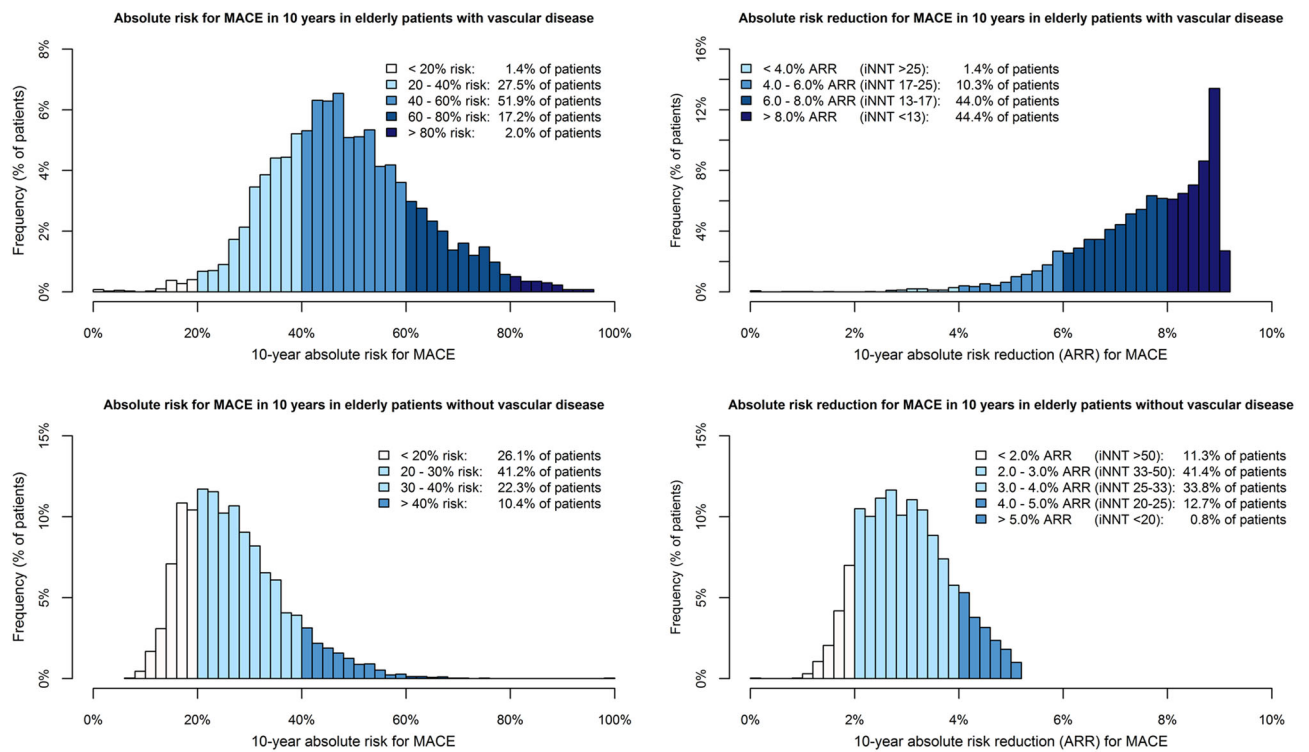 Absolute risk for MACE in 10 years in elderly patients with vascular disease
8%
6%
4%
2%
0%
Frequency (% of patients)
< 20% risk: 1.4% of patients
20 - 40% risk: 27.5% of patients
40 - 60% risk: 51.9% of patients
60 - 80% risk: 17.2% of patients
> 80% risk: 2.0% of patients
0% 20% 40% 60% 80% 100%
10-year absolute risk for MACE
Absolute risk reduction for MACE in 10 years in elderly patients with vascular disease
16%
12%
8%
4%
0%
Frequency (% of patients)
< 4.0% ARR (iNNT >25): 1.4% of patients
4.0 - 6.0% ARR (iNNT 17-25): 10.3% of patients
6.0 - 8.0% ARR (iNNT 13-17): 44.0% of patients
> 8.0% ARR (iNNT <13): 44.4% of patients
0% 2% 4% 6% 8% 10%
10-year absolute risk reduction (ARR) for MACE
Absolute risk for MACE in 10 years in elderly patients without vascular disease
15%
10%
5%
0%
Frequency (% of patients)
< 20% risk: 26.1% of patients
20 - 30% risk: 41.2% of patients
30 - 40% risk: 22.3% of patients
> 40% risk: 10.4% of patients
0% 20% 40% 60% 80% 100%
10-year absolute risk for MACE
Absolute risk reduction for MACE in 10 years in elderly patients without vascular disease
15%
10%
5%
0%
Frequency (% of patients)
< 2.0% ARR (iNNT >50): 11.3% of patients
2.0 - 3.0% ARR (iNNT 33-50): 41.4% of patients
3.0 - 4.0% ARR (iNNT 25-33): 33.8% of patients
4.0 - 5.0% ARR (iNNT 20-25): 12.7% of patients
> 5.0% ARR (iNNT <20): 0.8% of patients
0% 2% 4% 6% 8% 10%
10-year absolute risk reduction (ARR) for MACE